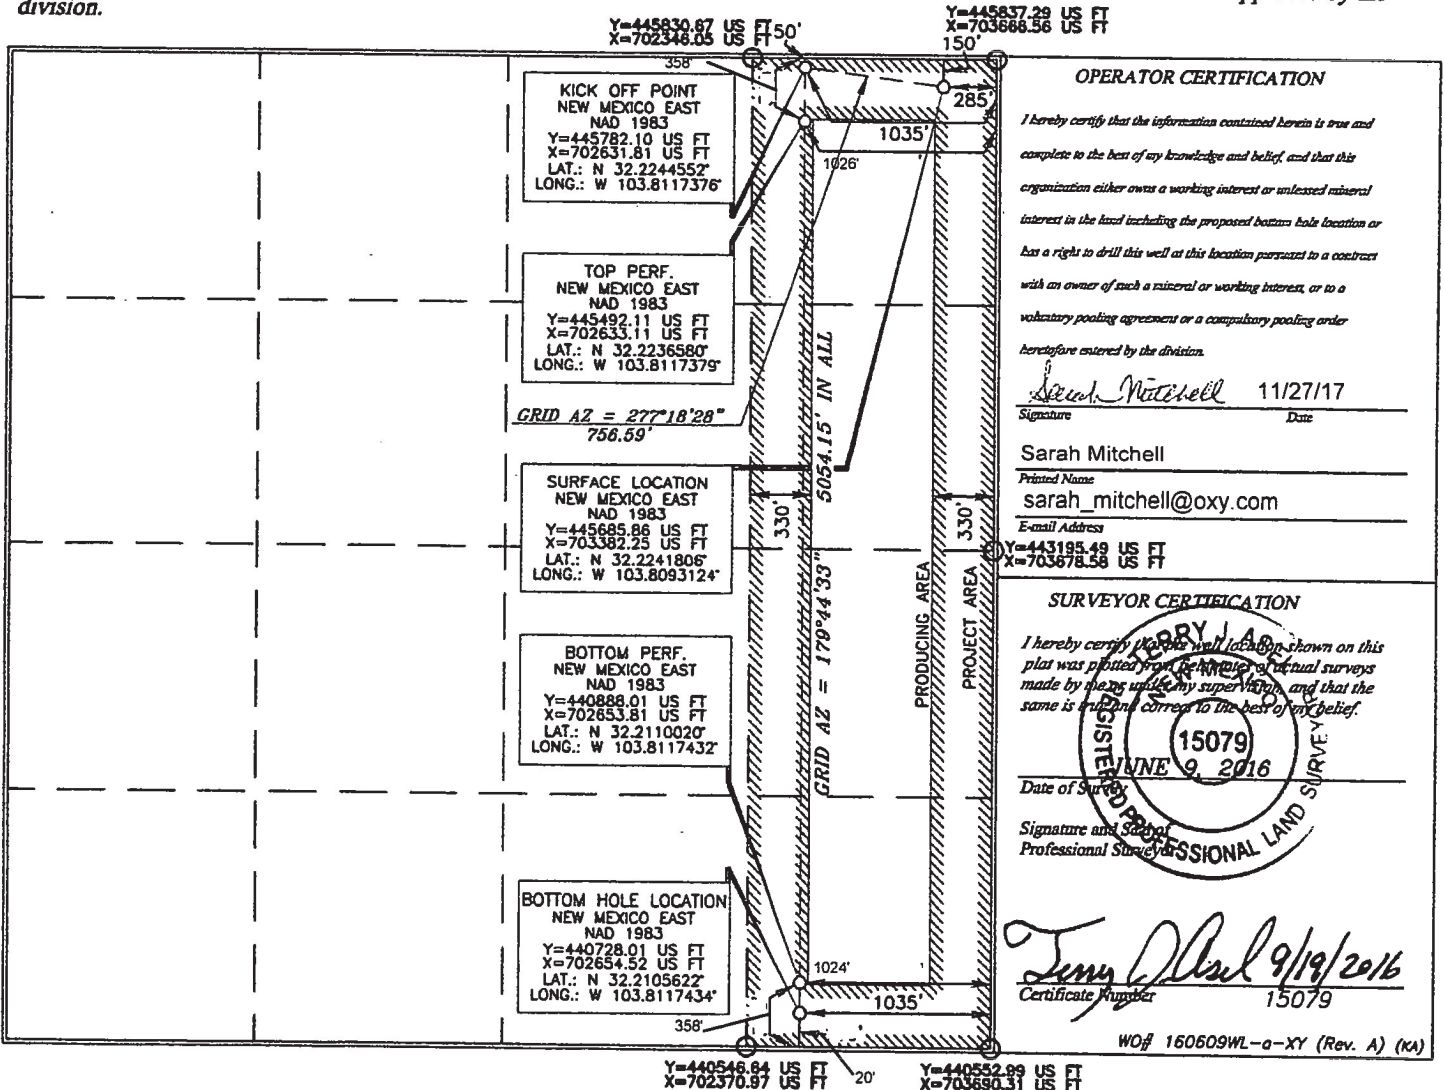 division.
Y=445830.67 US FT
X=702346.05 US FT
50'
Y=445837.29 US FT
X=703686.56 US FT
150'
358'
285'
1035'
1026'
KICK OFF POINT
NEW MEXICO EAST
NAD 1983
Y=445782.10 US FT
X=702631.81 US FT
LAT.: N 32.2244552°
LONG.: W 103.8117376°
TOP PERF.
NEW MEXICO EAST
NAD 1983
Y=445492.11 US FT
X=702633.11 US FT
LAT.: N 32.2236580°
LONG.: W 103.8117379°
GRID AZ = 277°18'28"
756.59'
SURFACE LOCATION
NEW MEXICO EAST
NAD 1983
Y=445685.86 US FT
X=703382.25 US FT
LAT.: N 32.2241806°
LONG.: W 103.8093124°
BOTTOM PERF.
NEW MEXICO EAST
NAD 1983
Y=440888.01 US FT
X=702653.81 US FT
LAT.: N 32.2110020°
LONG.: W 103.8117432°
BOTTOM HOLE LOCATION
NEW MEXICO EAST
NAD 1983
Y=440728.01 US FT
X=702654.52 US FT
LAT.: N 32.2105622°
LONG.: W 103.8117434°
330'
GRID AZ = 179°44'33"
5054.15' IN ALL
330'
PRODUCING AREA
PROJECT AREA
1024'
1035'
358'
20'
Y=440546.64 US FT
X=702370.97 US FT
Y=440552.99 US FT
X=703690.31 US FT
OPERATOR CERTIFICATION
I hereby certify that the information contained herein is true and
complete to the best of my knowledge and belief, and that this
organization either owns a working interest or unleased mineral
interest in the land including the proposed bottom hole location or
has a right to drill this well at this location pursuant to a contract
with an owner of such a mineral or working interest, or to a
voluntary pooling agreement or a compulsory pooling order
heretofore entered by the division.
Sarah Mitchell 11/27/17
Signature Date
Sarah Mitchell
Printed Name
sarah_mitchell@oxy.com
E-mail Address
Y=443195.49 US FT
X=703678.58 US FT
SURVEYOR CERTIFICATION
I hereby certify that the well location shown on this
plat was plotted from field notes of actual surveys
made by me or under my supervision, and that the
same is true and correct to the best of my belief.
TERRY J. ASEL
NEW MEXICO
15079
REGISTERED PROFESSIONAL LAND SURVEYOR
JUNE 9, 2016
Date of Survey
Signature and Seal of
Professional Surveyor
Terry J. Asel 9/19/2016
Certificate Number 15079
WO# 160609WL-a-XY (Rev. A) (KA)